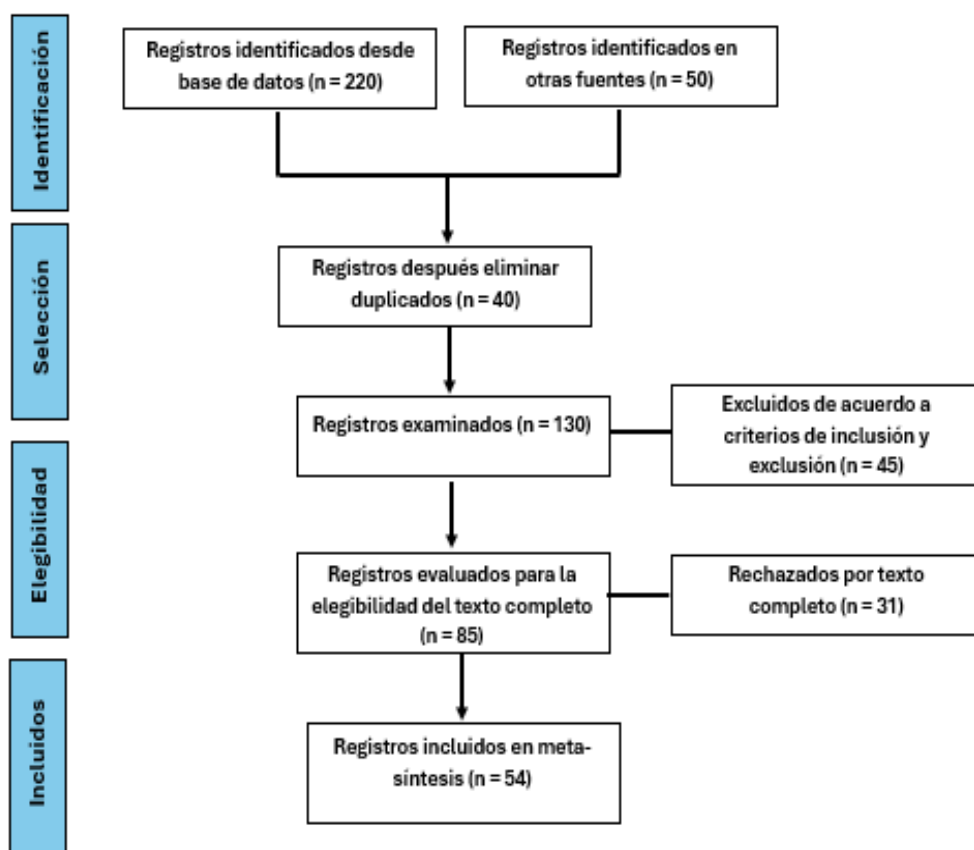 Identificación
Registros identificados desde
base de datos (n = 220)
Registros identificados en
otras fuentes (n = 50)
Selección
Registros después eliminar
duplicados (n = 40)
Registros examinados (n = 130)
Excluidos de acuerdo a
criterios de inclusión y
exclusión (n = 45)
Elegibilidad
Registros evaluados para la
elegibilidad del texto completo
(n = 85)
Rechazados por texto
completo (n = 31)
Incluidos
Registros incluidos en meta-
síntesis (n = 54)